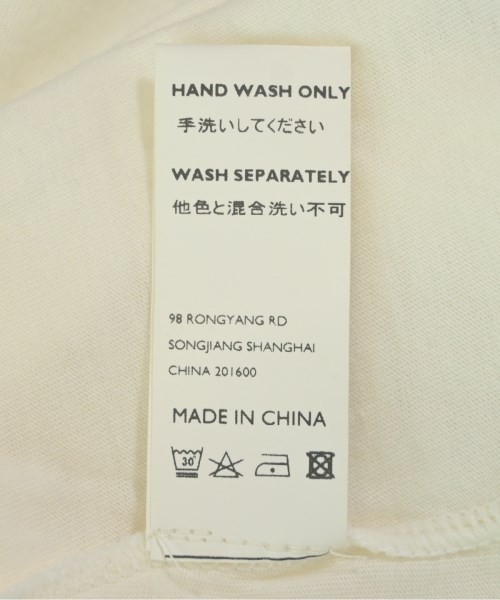 HAND WASH ONLY
手洗いしてください
WASH SEPARATELY
他色と混合洗い不可
98 RONGYANG RD
SONGJIANG SHANGHAI
CHINA 201600
MADE IN CHINA
30°